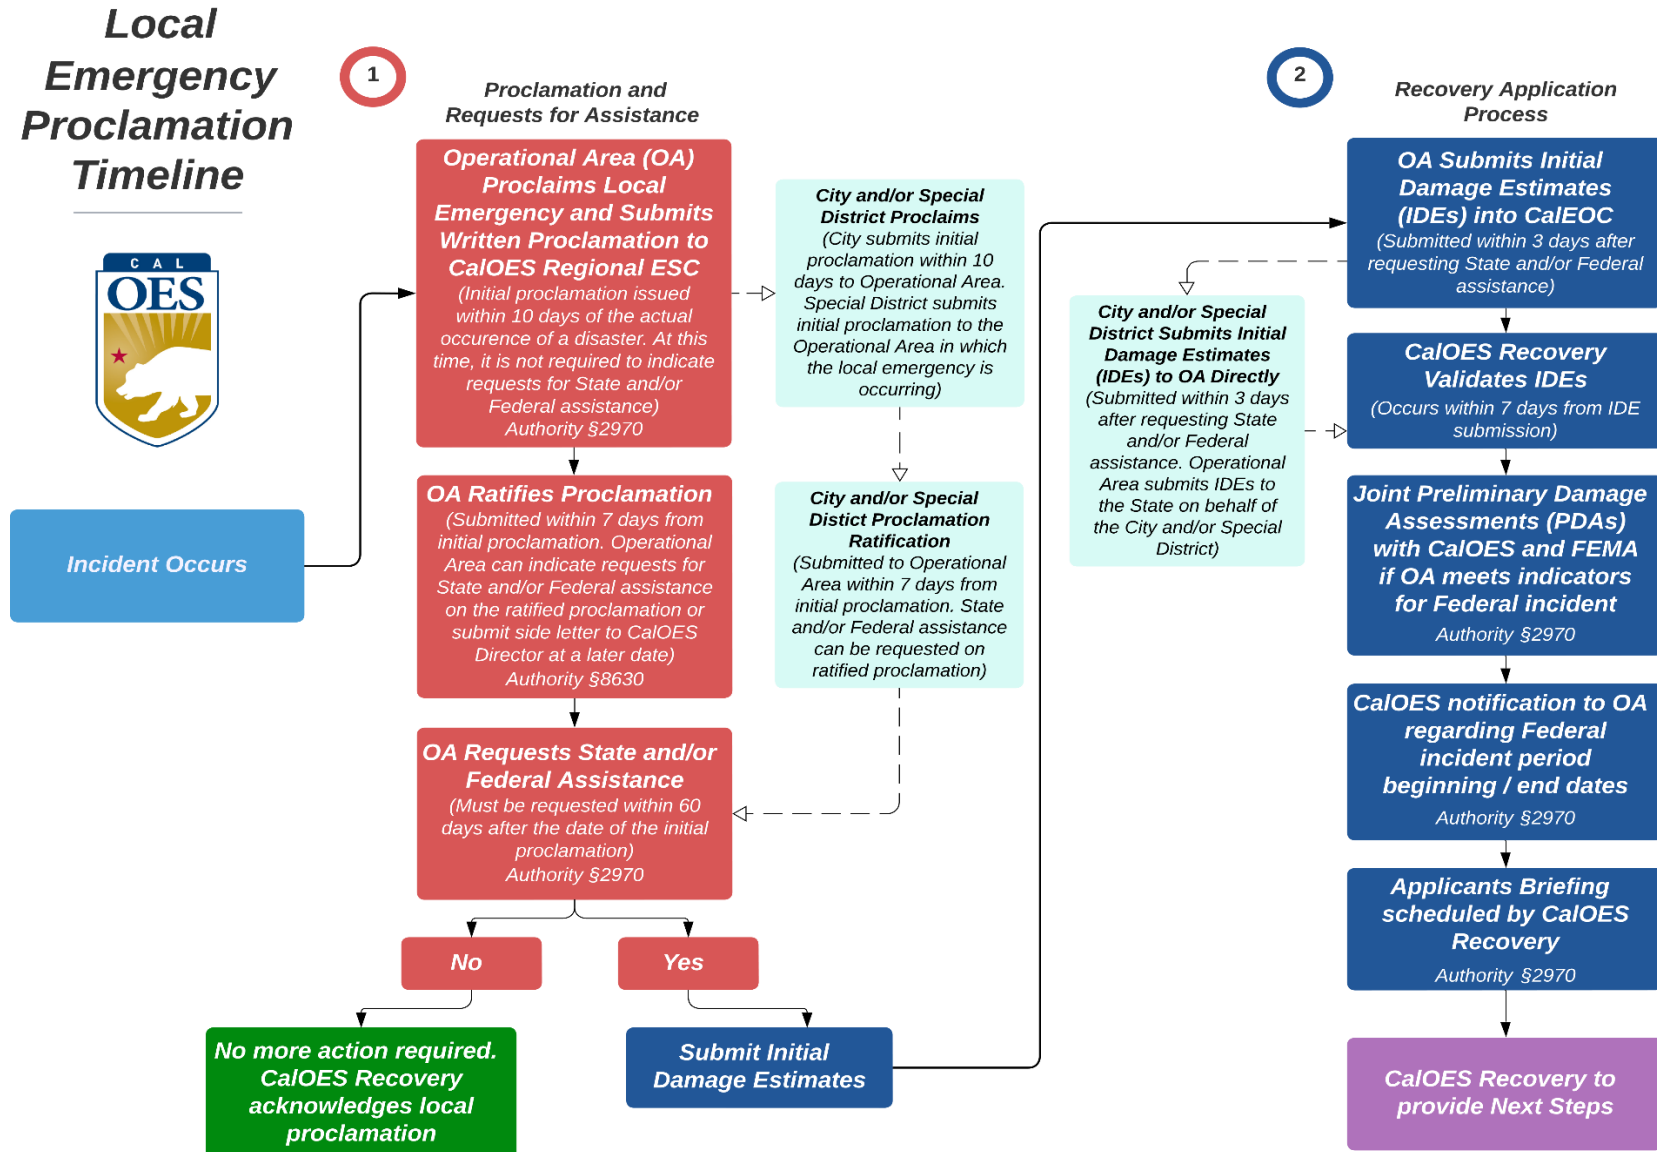 Local
Emergency
Proclamation
Timeline
CAL
OES
Incident Occurs
1
Proclamation and
Requests for Assistance
Operational Area (OA)
Proclaims Local
Emergency and Submits
Written Proclamation to
CalOES Regional ESC
(Initial proclamation issued
within 10 days of the actual
occurence of a disaster. At this
time, it is not required to indicate
requests for State and/or
Federal assistance)
Authority §2970
OA Ratifies Proclamation
(Submitted within 7 days from
initial proclamation. Operational
Area can indicate requests for
State and/or Federal assistance
on the ratified proclamation or
submit side letter to CalOES
Director at a later date)
Authority §8630
OA Requests State and/or
Federal Assistance
(Must be requested within 60
days after the date of the initial
proclamation)
Authority §2970
No
Yes
No more action required.
CalOES Recovery
acknowledges local
proclamation
Submit Initial
Damage Estimates
City and/or Special
District Proclaims
(City submits initial
proclamation within 10
days to Operational Area.
Special District submits
initial proclamation to the
Operational Area in which
the local emergency is
occurring)
City and/or Special
Distict Proclamation
Ratification
(Submitted to Operational
Area within 7 days from
initial proclamation. State
and/or Federal assistance
can be requested on
ratified proclamation)
2
Recovery Application
Process
OA Submits Initial
Damage Estimates
(IDEs) into CalEOC
(Submitted within 3 days after
requesting State and/or Federal
assistance)
City and/or Special
District Submits Initial
Damage Estimates
(IDEs) to OA Directly
(Submitted within 3 days
after requesting State
and/or Federal
assistance. Operational
Area submits IDEs to
the State on behalf of
the City and/or Special
District)
CalOES Recovery
Validates IDEs
(Occurs within 7 days from IDE
submission)
Joint Preliminary Damage
Assessments (PDAs)
with CalOES and FEMA
if OA meets indicators
for Federal incident
Authority §2970
CalOES notification to OA
regarding Federal
incident period
beginning / end dates
Authority §2970
Applicants Briefing
scheduled by CalOES
Recovery
Authority §2970
CalOES Recovery to
provide Next Steps